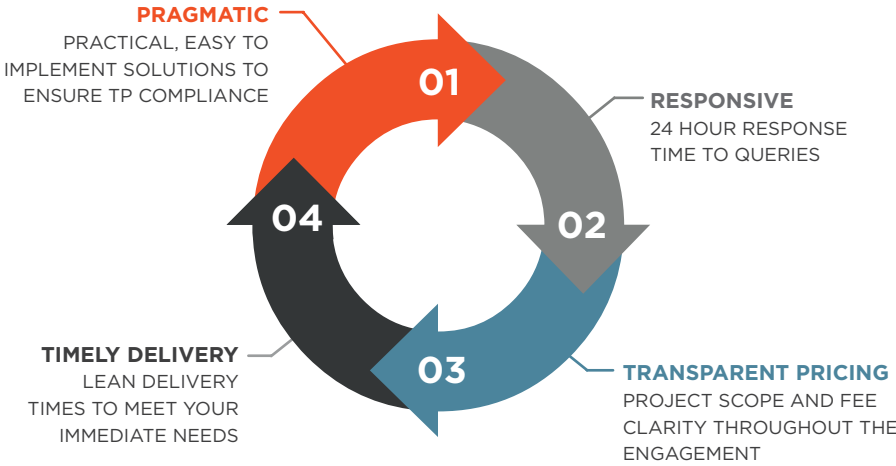 PRAGMATIC
PRACTICAL, EASY TO
IMPLEMENT SOLUTIONS TO
ENSURE TP COMPLIANCE
01
RESPONSIVE
24 HOUR RESPONSE
TIME TO QUERIES
02
04
TIMELY DELIVERY
LEAN DELIVERY
TIMES TO MEET YOUR
IMMEDIATE NEEDS
03
TRANSPARENT PRICING
PROJECT SCOPE AND FEE
CLARITY THROUGHOUT THE
ENGAGEMENT